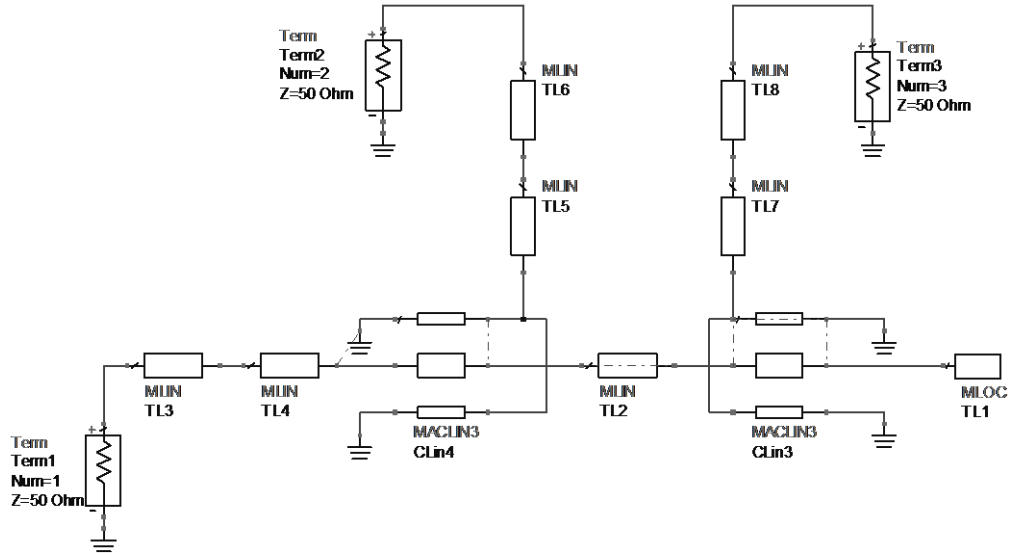 Term
Term2
Num=2
Z=50 Ohm
MLIN
TL6
MLIN
TL8
Term
Term3
Num=3
Z=50 Ohm
MLIN
TL5
MLIN
TL7
MLIN
TL3
MLIN
TL4
MLIN
TL2
MLOC
TL1
MACLIN3
CLin4
MACLIN3
CLin3
Term
Term1
Num=1
Z=50 Ohm